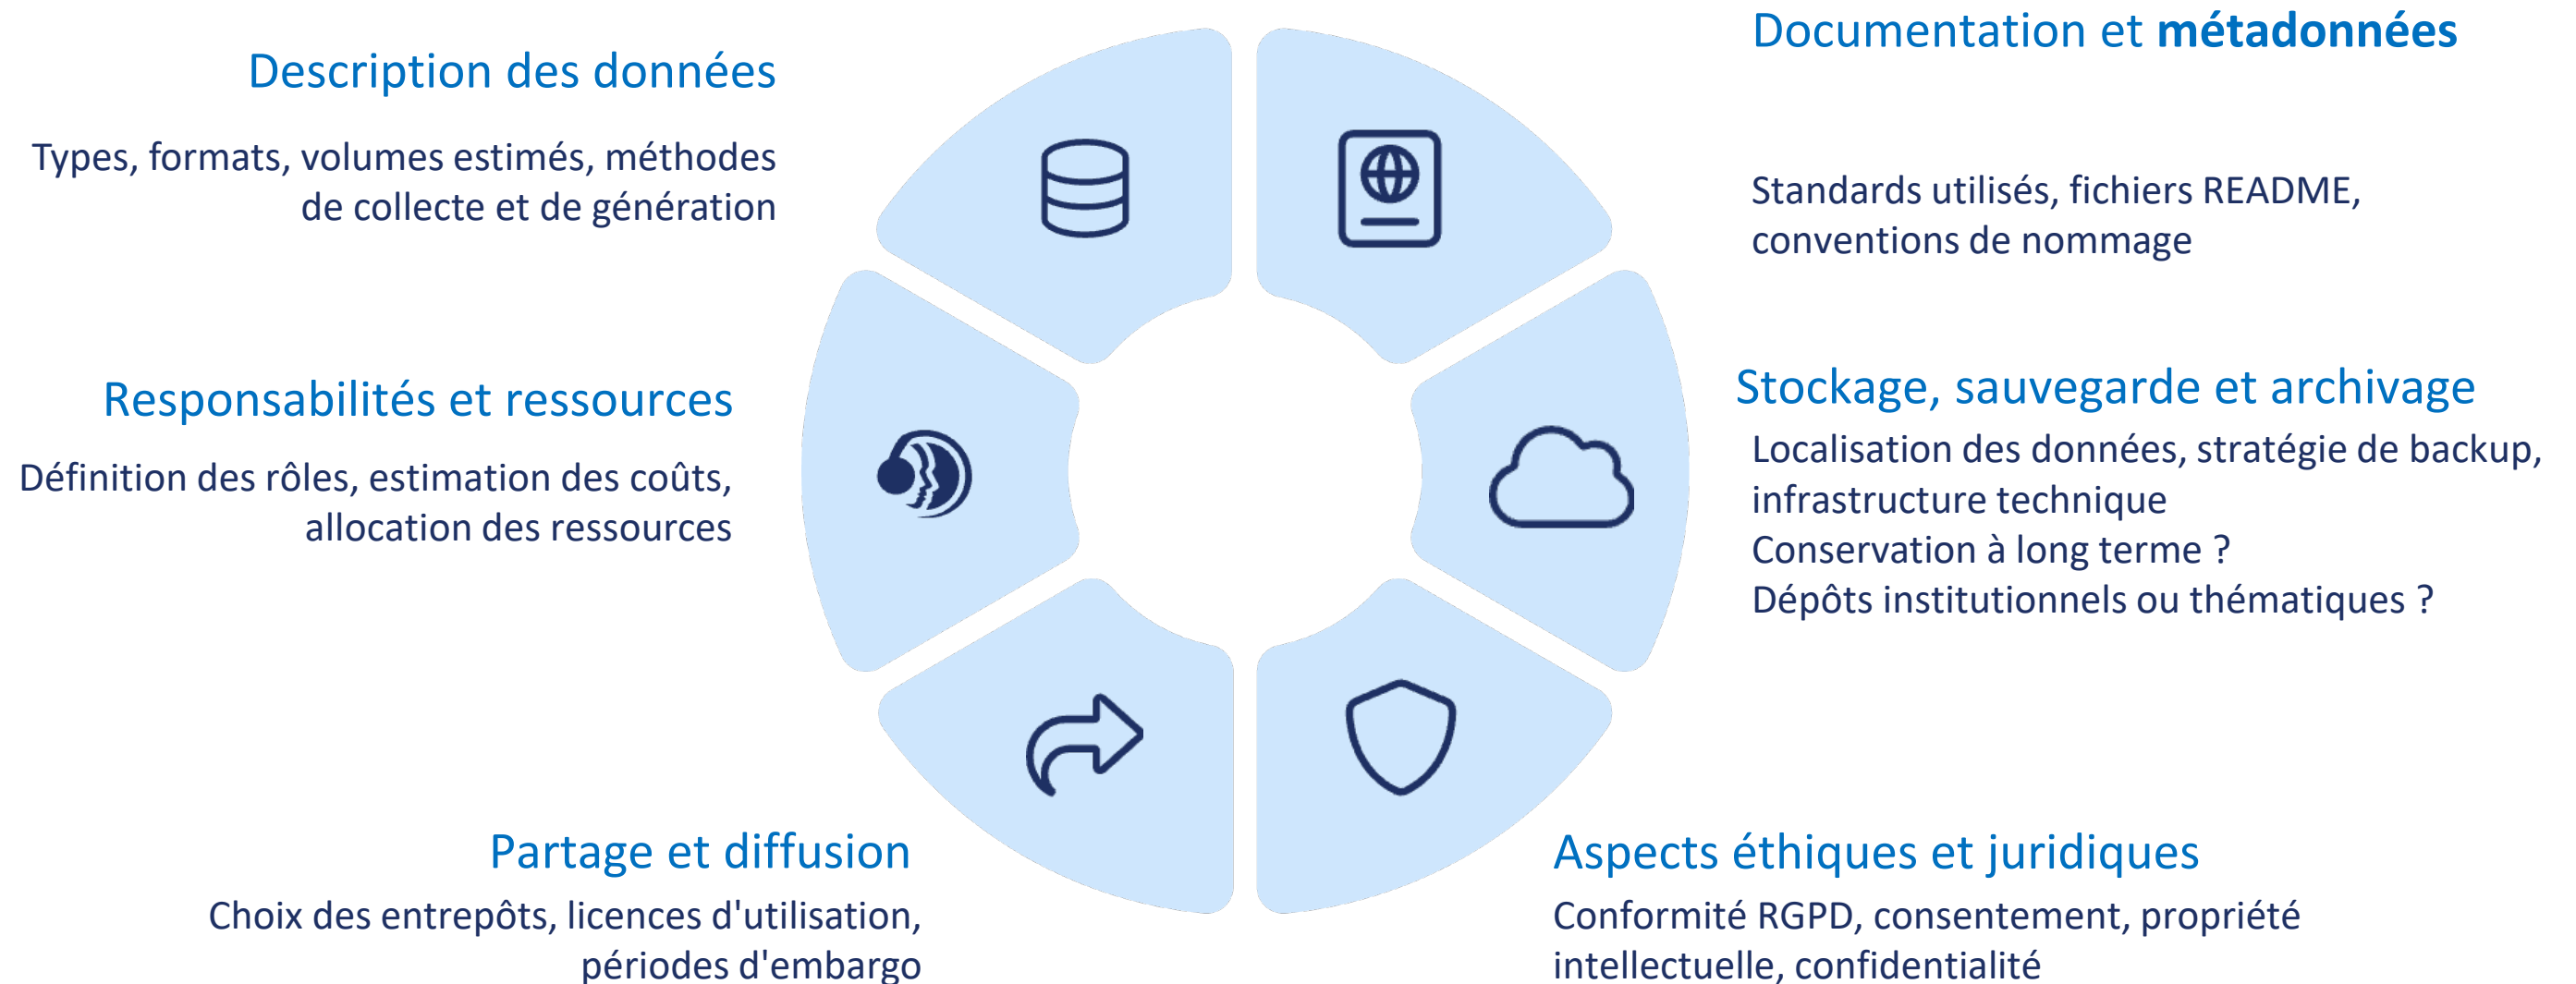 Description des données
Types, formats, volumes estimés, méthodes
de collecte et de génération
Documentation et métadonnées
Standards utilisés, fichiers README,
conventions de nommage
Responsabilités et ressources
Définition des rôles, estimation des coûts,
allocation des ressources
Stockage, sauvegarde et archivage
Localisation des données, stratégie de backup,
infrastructure technique
Conservation à long terme ?
Dépôts institutionnels ou thématiques ?
Partage et diffusion
Choix des entrepôts, licences d'utilisation,
périodes d'embargo
Aspects éthiques et juridiques
Conformité RGPD, consentement, propriété
intellectuelle, confidentialité